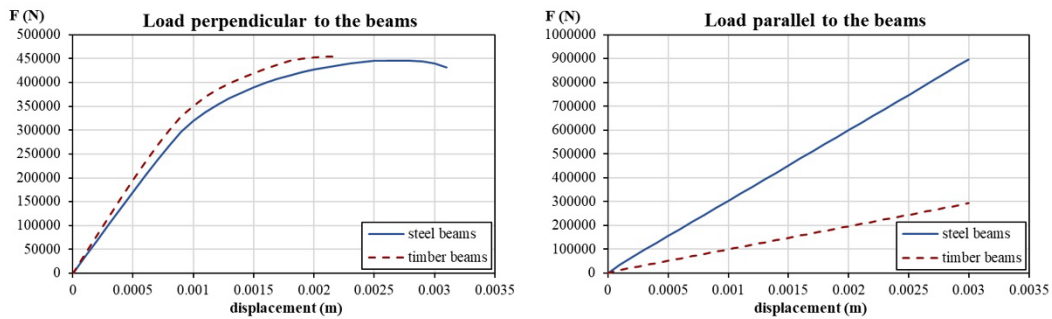 F (N)
Load perpendicular to the beams
500000
450000
400000
350000
300000
250000
200000
150000
100000
50000
0
steel beams
timber beams
0 0.0005 0.001 0.0015 0.002 0.0025 0.003 0.0035
displacement (m)
F (N)
Load parallel to the beams
1000000
900000
800000
700000
600000
500000
400000
300000
200000
100000
0
steel beams
timber beams
0 0.0005 0.001 0.0015 0.002 0.0025 0.003 0.0035
displacement (m)